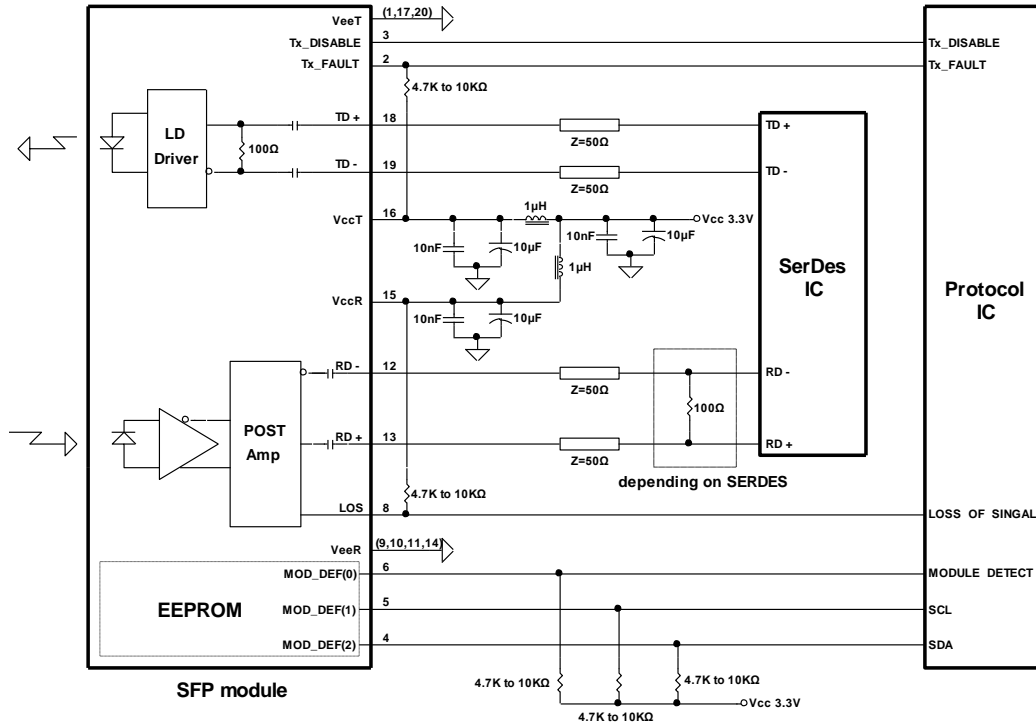 VeeT
(1,17,20)
Tx_DISABLE
3
Tx_DISABLE
Tx_FAULT
2
Tx_FAULT
4.7K to 10KΩ
LD
Driver
100Ω
TD +
18
Z=50Ω
TD +
TD -
19
Z=50Ω
TD -
VccT
16
1µH
Vcc 3.3V
10nF
10µF
10nF
10µF
1µH
SerDes
IC
Protocol
IC
VccR
15
10nF
10µF
RD -
12
Z=50Ω
RD -
100Ω
POST
Amp
RD +
13
Z=50Ω
RD +
depending on SERDES
4.7K to 10KΩ
LOS
8
LOSS OF SINGAL
VeeR
(9,10,11,14)
MOD_DEF(0)
6
MODULE DETECT
EEPROM
MOD_DEF(1)
5
SCL
MOD_DEF(2)
4
SDA
4.7K to 10KΩ
4.7K to 10KΩ
4.7K to 10KΩ
Vcc 3.3V
SFP module